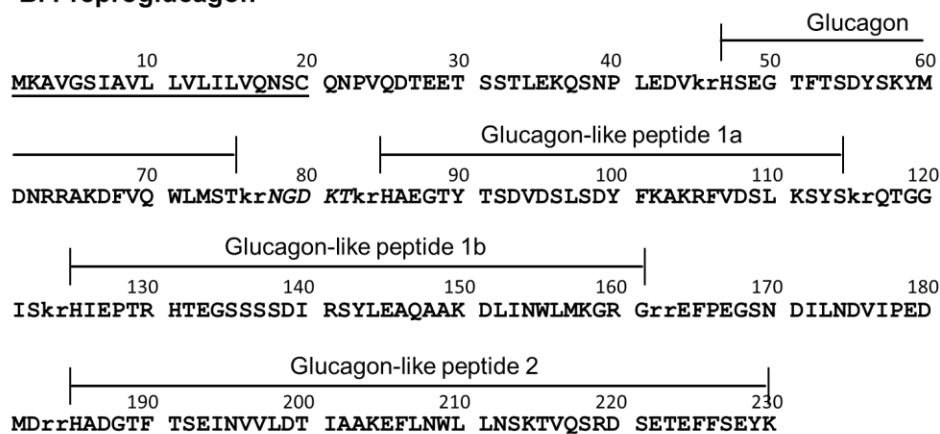 B. Preproglucagon
Glucagon
10 20 30 40 50 60
MKAVGSIAVL LVLILVQNSC QNPVQDTEET SSTLEKQSNP LEDVkrHSEG TFTSDYSKYM
Glucagon-like peptide 1a
70 80 90 100 110 120
DNRRAKDFVQ WLMSTkrNGD KTkrHAEGTY TSDVDSLSDY FKAKRFVDSL KSYSkrQTGG
Glucagon-like peptide 1b
130 140 150 160 170 180
ISkrHIEPTR HTEGSSSSDI RSYLEAQAAK DLINWLMKGR GrrEFPEGSN DILNDVIPED
Glucagon-like peptide 2
190 200 210 220 230
MDrrHADGTF TSEINVVLDT IAAKEFLNWL LNSKTVQSRD SETEFFSEYK